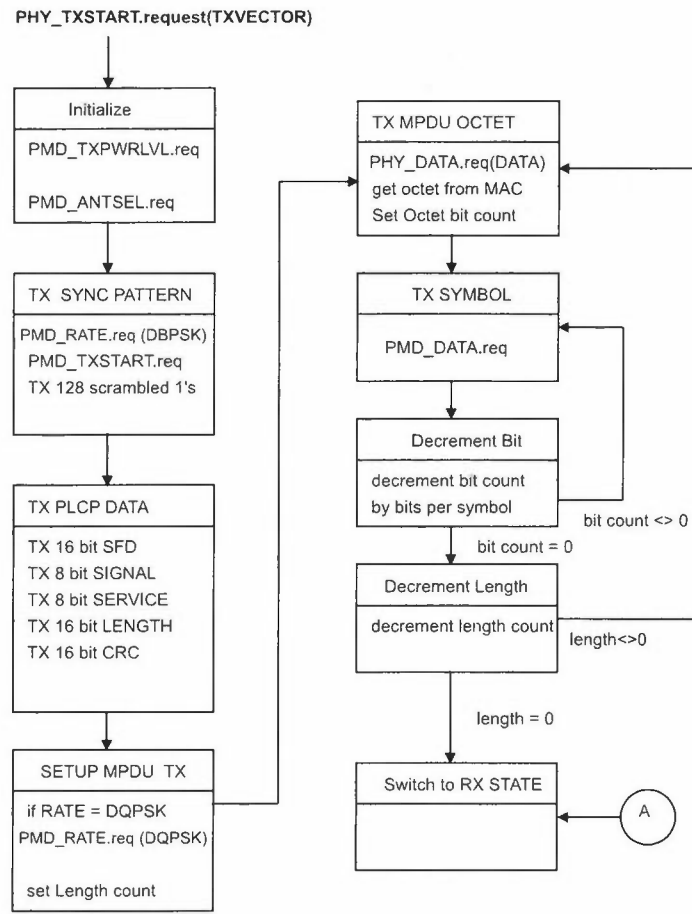 PHY_TXSTART.request(TXVECTOR)
Initialize
PMD_TXPWRLVL.req
PMD_ANTSEL.req
TX SYNC PATTERN
PMD_RATE.req (DBPSK)
PMD_TXSTART.req
TX 128 scrambled 1's
TX PLCP DATA
TX 16 bit SFD
TX 8 bit SIGNAL
TX 8 bit SERVICE
TX 16 bit LENGTH
TX 16 bit CRC
SETUP MPDU TX
if RATE = DQPSK
PMD_RATE.req (DQPSK)
set Length count
TX MPDU OCTET
PHY_DATA.req(DATA)
get octet from MAC
Set Octet bit count
TX SYMBOL
PMD_DATA.req
Decrement Bit
decrement bit count
by bits per symbol
bit count <> 0
bit count = 0
Decrement Length
decrement length count
length<>0
length = 0
Switch to RX STATE
A